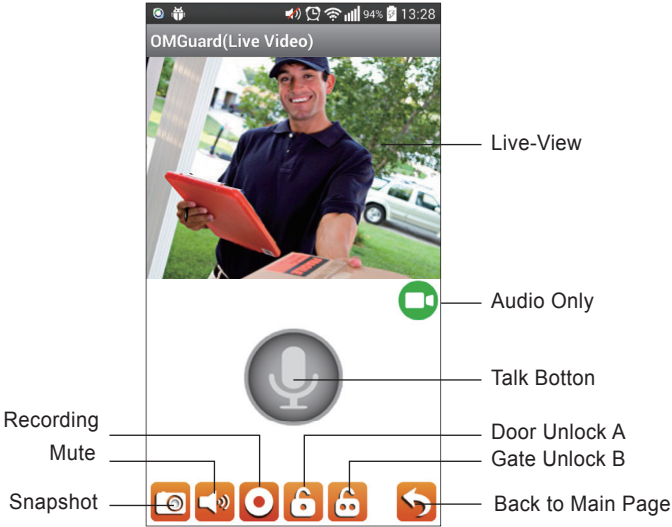 94% 13:28
OMGuard(Live Video)
Live-View
Audio Only
Talk Botton
Recording
Mute
Snapshot
Door Unlock A
Gate Unlock B
Back to Main Page